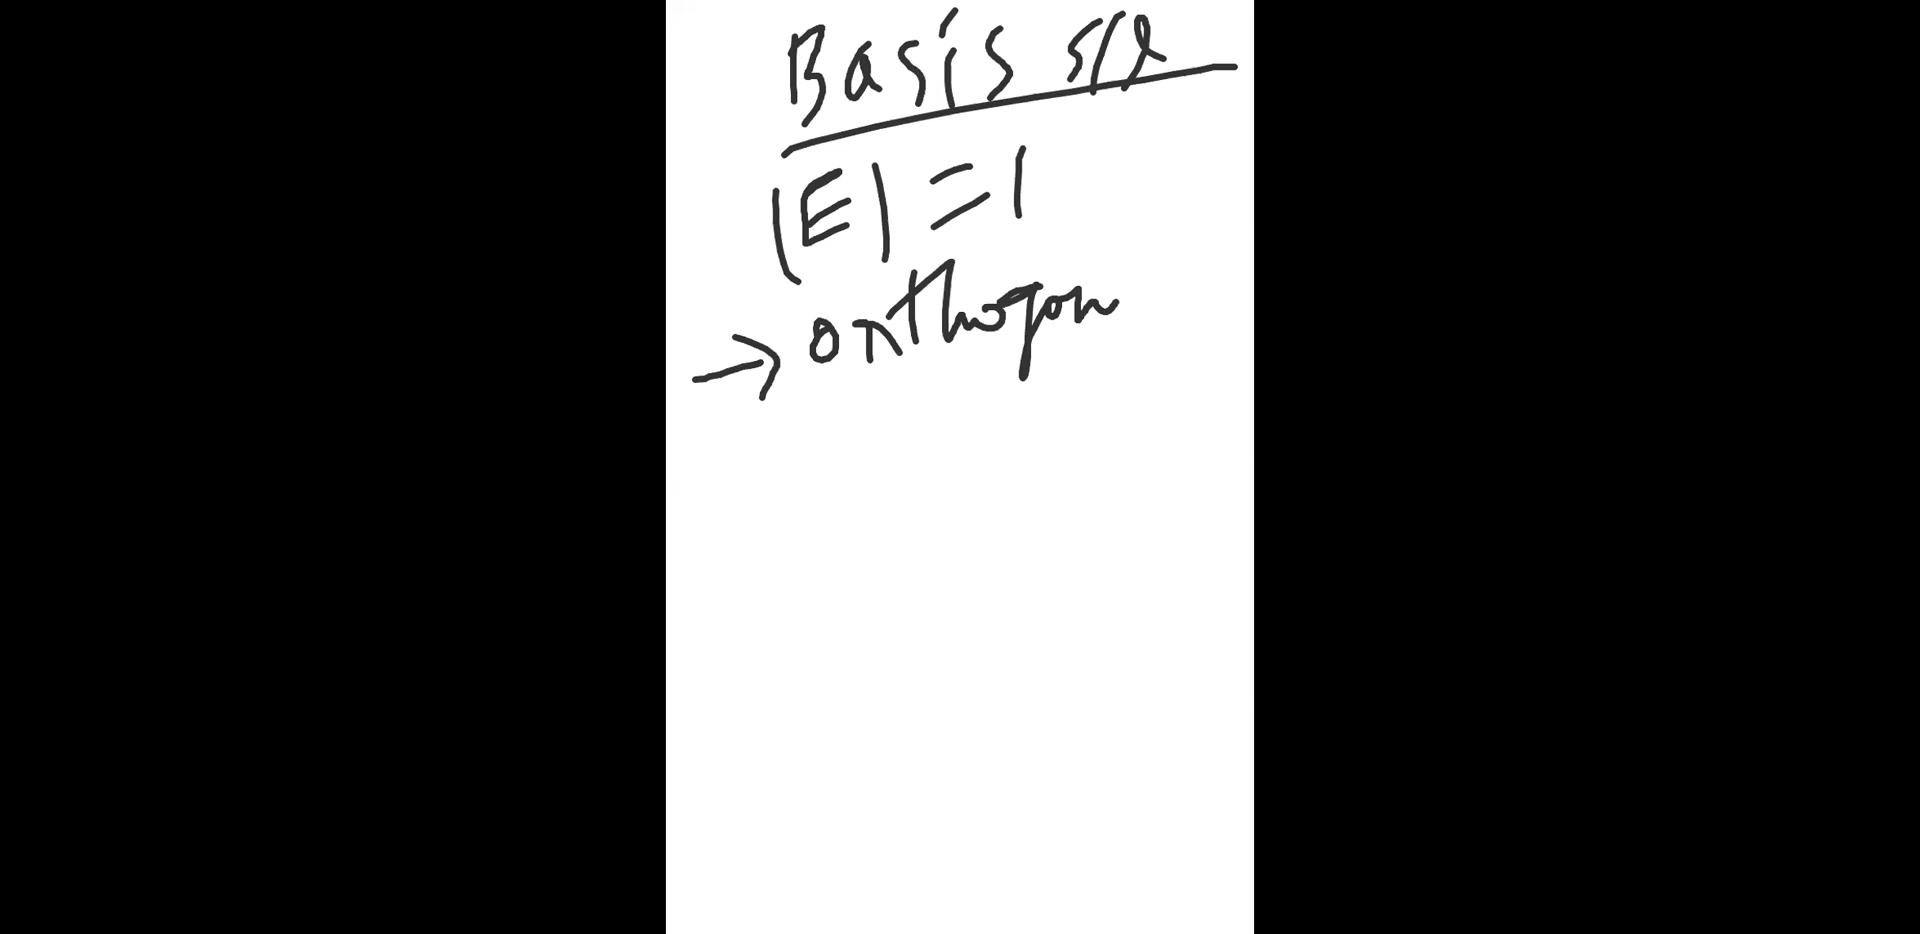 Basis
|E| = 1
→ orthogon